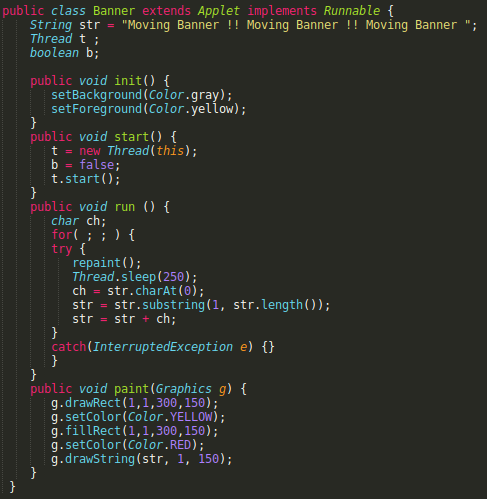 public class Banner extends Applet implements Runnable {
    String str = "Moving Banner !! Moving Banner !! Moving Banner ";
    Thread t ;
    boolean b;

    public void init() {
       setBackground(Color.gray);
       setForeground(Color.yellow);
    }
    public void start() {
       t = new Thread(this);
       b = false;
       t.start();
    }
    public void run () {
       char ch;
       for( ; ; ) {
       try {
          repaint();
          Thread.sleep(250);
          ch = str.charAt(0);
          str = str.substring(1, str.length());
          str = str + ch;
       }
       catch(InterruptedException e) {}
       }
    }
    public void paint(Graphics g) {
       g.drawRect(1,1,300,150);
       g.setColor(Color.YELLOW);
       g.fillRect(1,1,300,150);
       g.setColor(Color.RED);
       g.drawString(str, 1, 150);
    }
 }